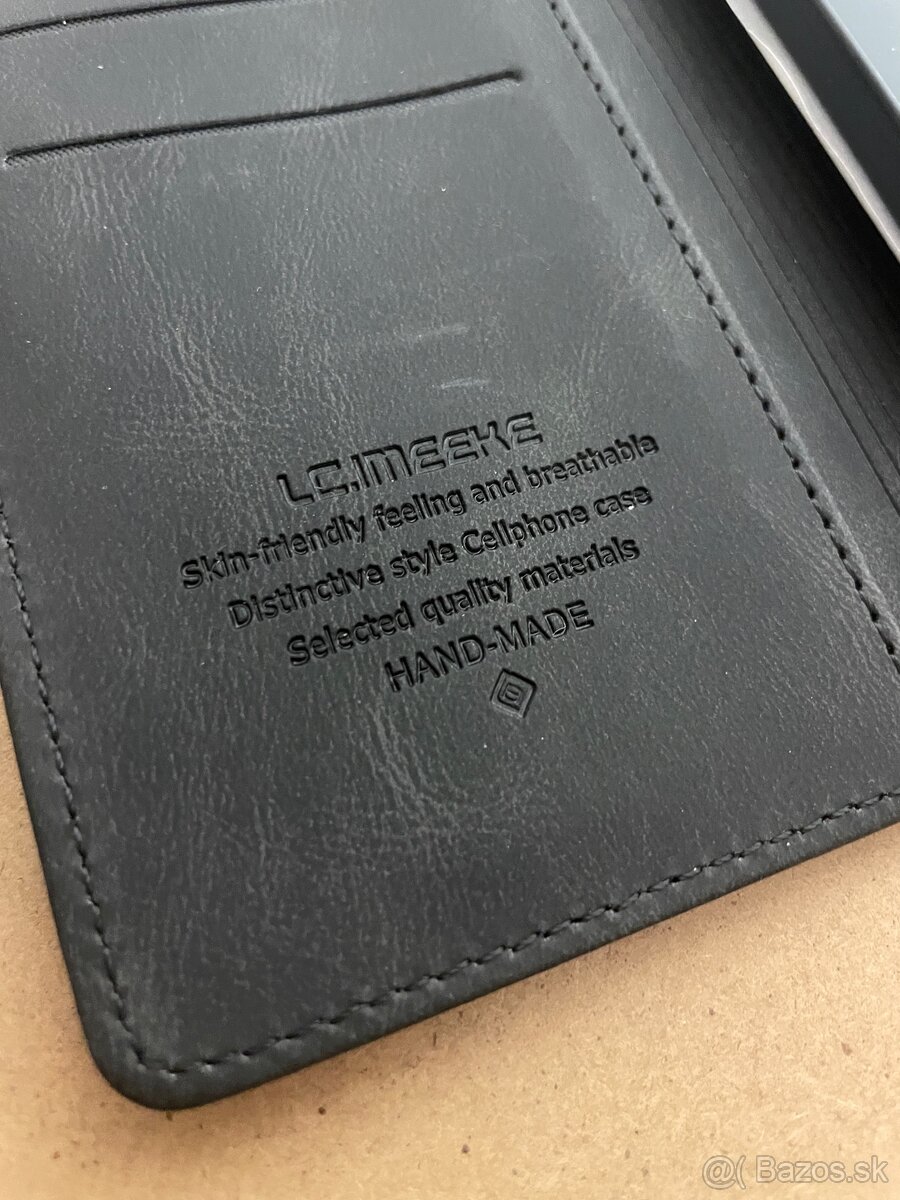 LC.IMEEKE
Skin-friendly feeling and breathable
Distinctive style Cellphone case
Selected quality materials
HAND-MADE
@( Bazos.sk